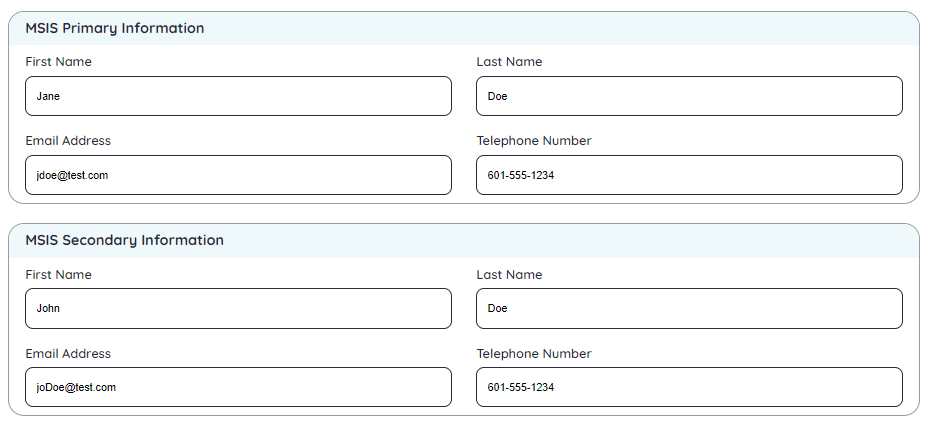 MSIS Primary Information
First Name Last Name
Jane Doe
Email Address Telephone Number
jdoe@test.com 601-555-1234
MSIS Secondary Information
First Name Last Name
John Doe
Email Address Telephone Number
joDoe@test.com 601-555-1234